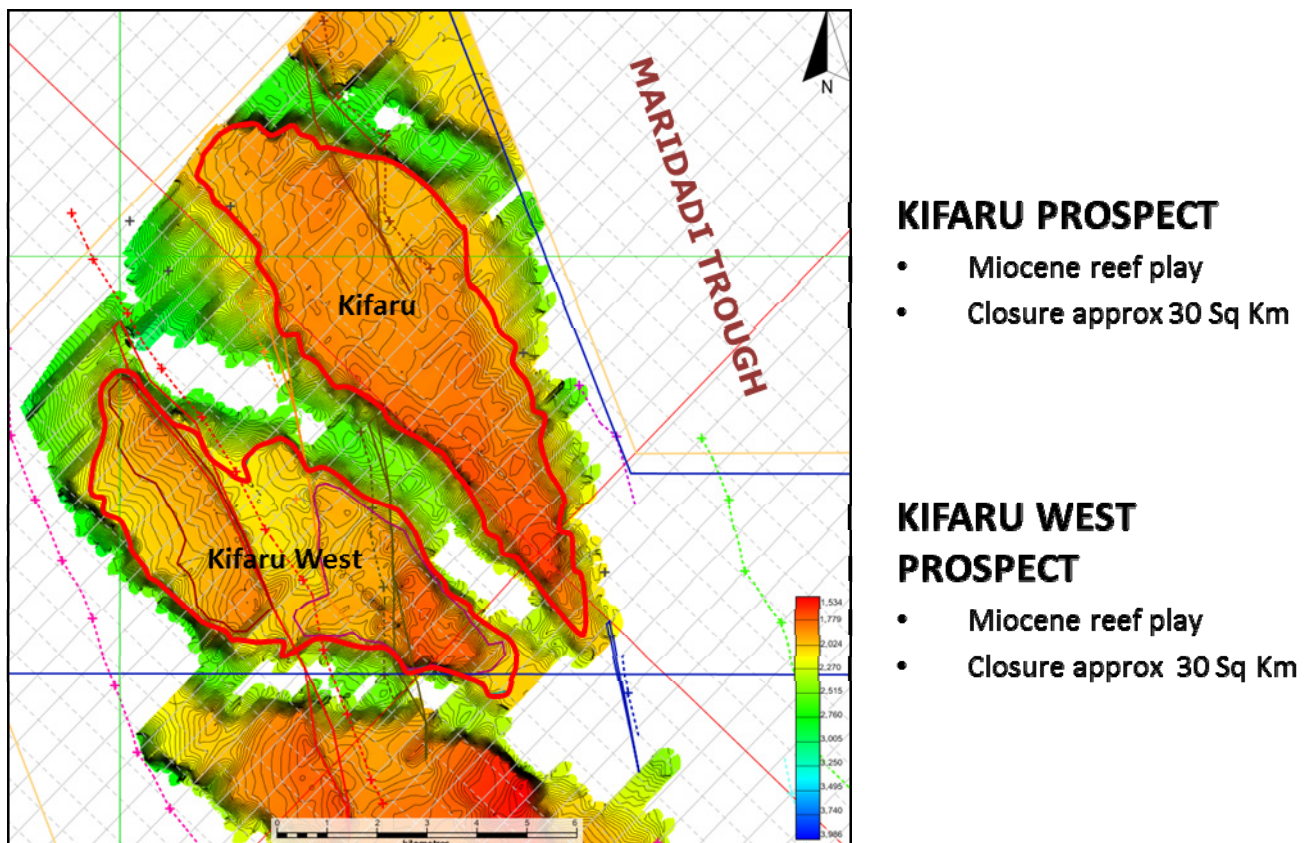 MARIDADI TROUGH
N
Kifaru
Kifaru West
1,534
1,779
2,024
2,270
2,515
2,760
3,005
3,250
3,495
3,740
3,986
0 1 2 3 4 5 6
kilometres
KIFARU PROSPECT
• Miocene reef play
• Closure approx 30 Sq Km
KIFARU WEST
PROSPECT
• Miocene reef play
• Closure approx 30 Sq Km